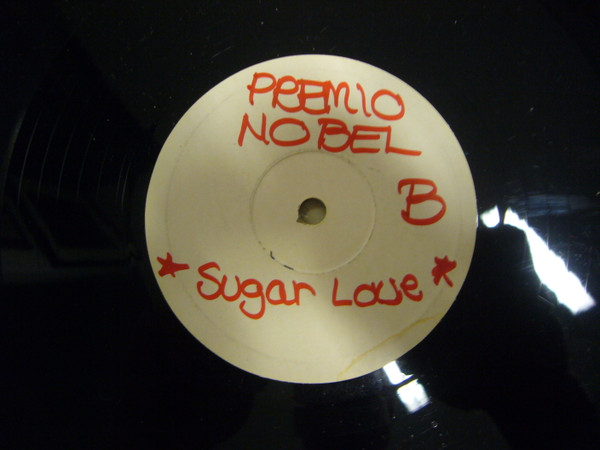 PREMIO
NOBEL
B
* Sugar Love *